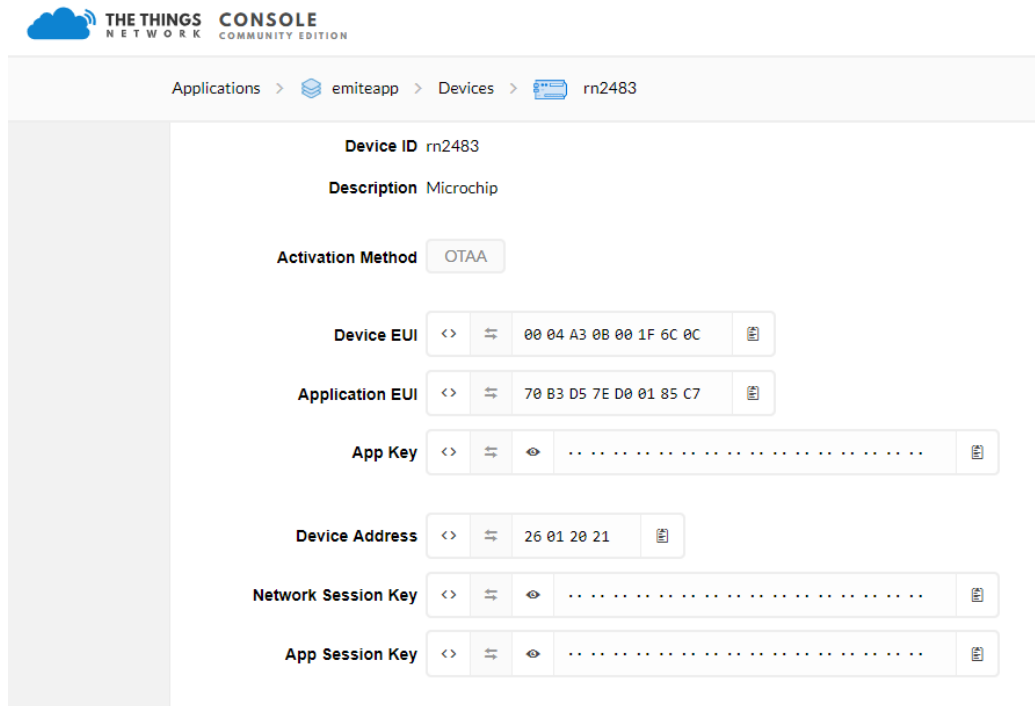 THE THINGS CONSOLE
NETWORK COMMUNITY EDITION
Applications > emiteapp > Devices > rn2483
Device ID rn2483
Description Microchip
Activation Method OTAA
Device EUI <> 00 04 A3 0B 00 1F 6C 0C
Application EUI <> 70 B3 D5 7E D0 01 85 C7
App Key <> .. .. .. .. .. .. .. .. .. .. .. .. .. .. .. ..
Device Address <> 26 01 20 21
Network Session Key <> .. .. .. .. .. .. .. .. .. .. .. .. .. .. .. ..
App Session Key <> .. .. .. .. .. .. .. .. .. .. .. .. .. .. .. ..